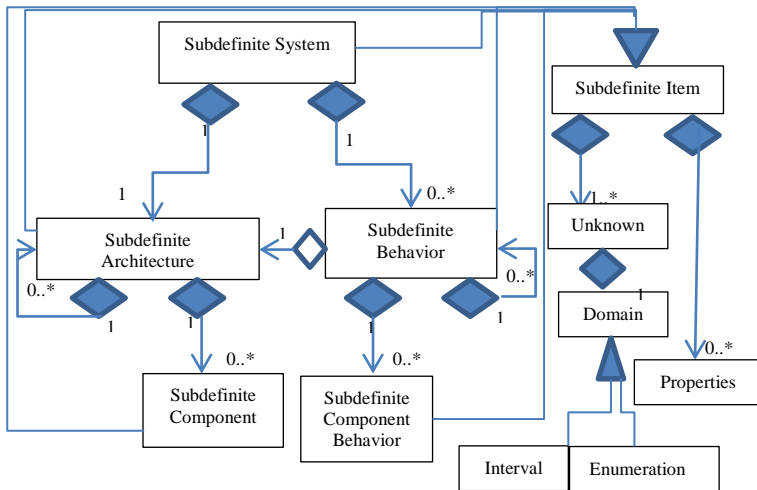 Subdefinite System
Subdefinite Item
1
1
1
0..*
1..*
Subdefinite
Architecture
1
Subdefinite
Behavior
Unknown
0..*
0..*
1
1
1
1
1
Domain
0..*
0..*
0..*
Subdefinite
Component
Subdefinite
Component
Behavior
Properties
Interval
Enumeration